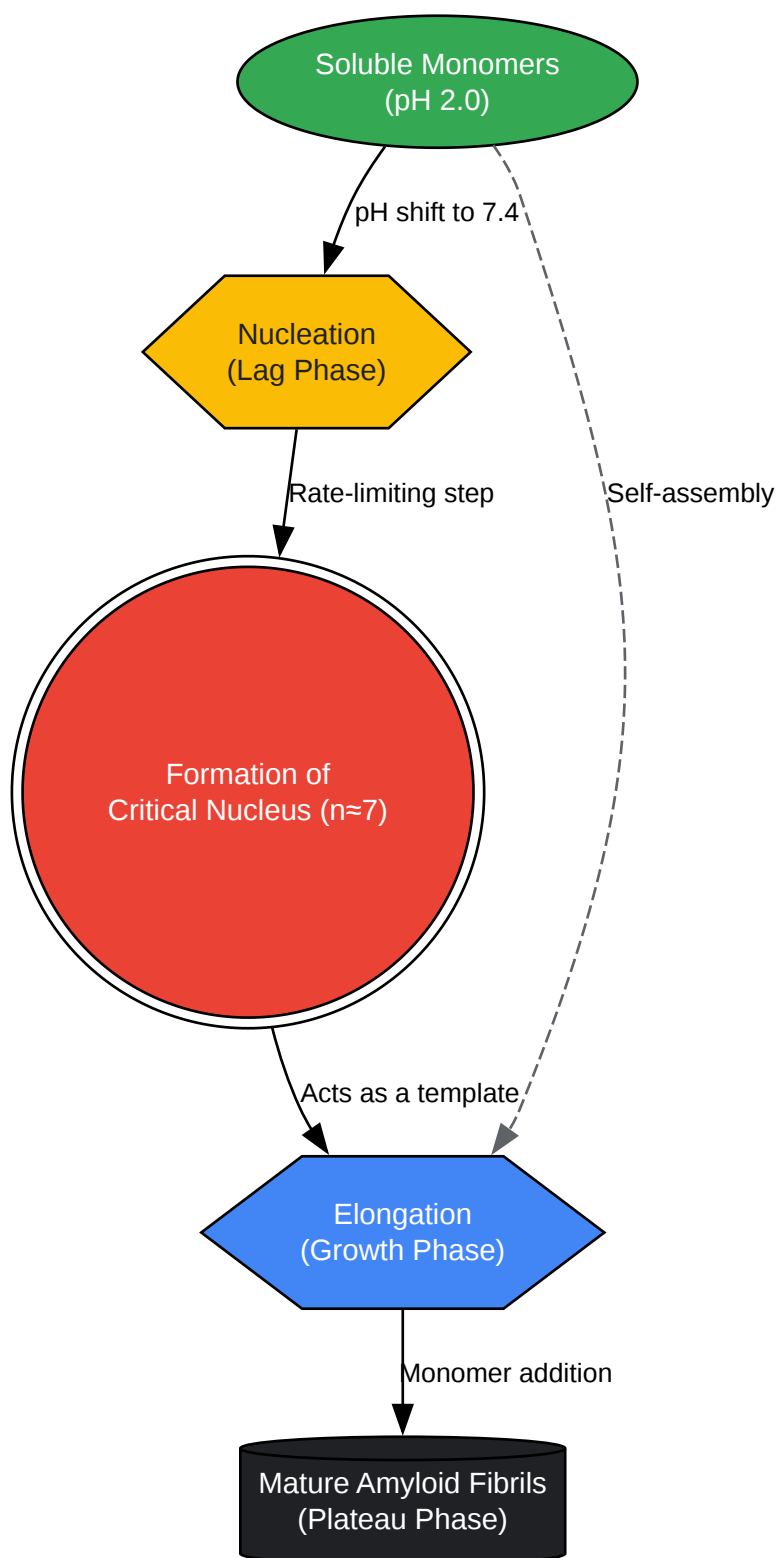 Soluble Monomers
(pH 2.0)
pH shift to 7.4
Nucleation
(Lag Phase)
Rate-limiting step
Self-assembly
Formation of
Critical Nucleus (n≈7)
Acts as a template
Elongation
(Growth Phase)
Monomer addition
Mature Amyloid Fibrils
(Plateau Phase)